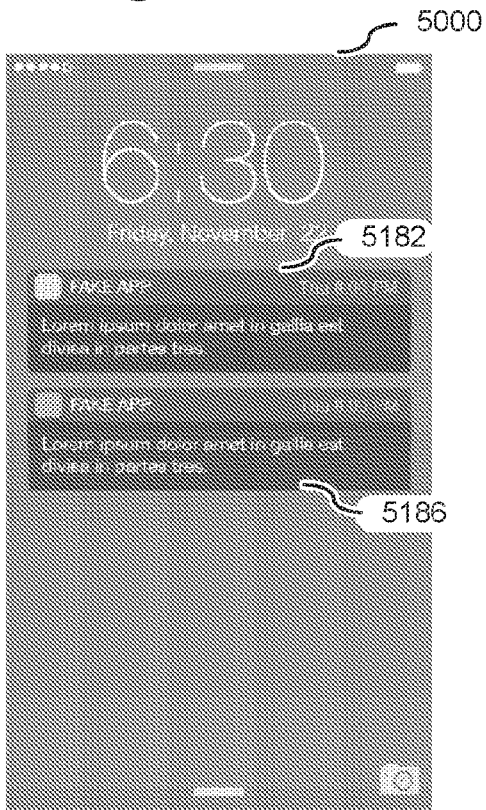 5000
6:30
Friday, November
5182
FAKE APP
Lorem ipsum dolor amet in gallia est
divisa in partes tres.
FAKE APP
Lorem ipsum dolor amet in gallia est
divisa in partes tres.
5186